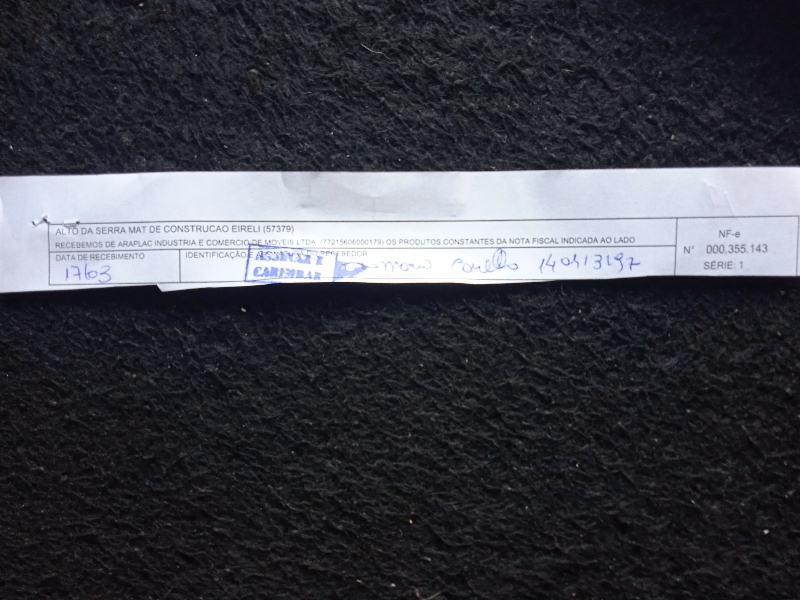 ALTO DA SERRA MAT DE CONSTRUCAO EIRELI (57379)
RECEBEMOS DE ARAPLAC INDUSTRIA E COMERCIO DE MOVEIS LTDA. (77215606000179) OS PRODUTOS CONSTANTES DA NOTA FISCAL INDICADA AO LADO
DATA DE RECEBIMENTO
17/03
IDENTIFICAÇÃO E RECEBEDOR
ASSINAR E
CARIMBAR
NF-e
N° 000.355.143
SÉRIE: 1